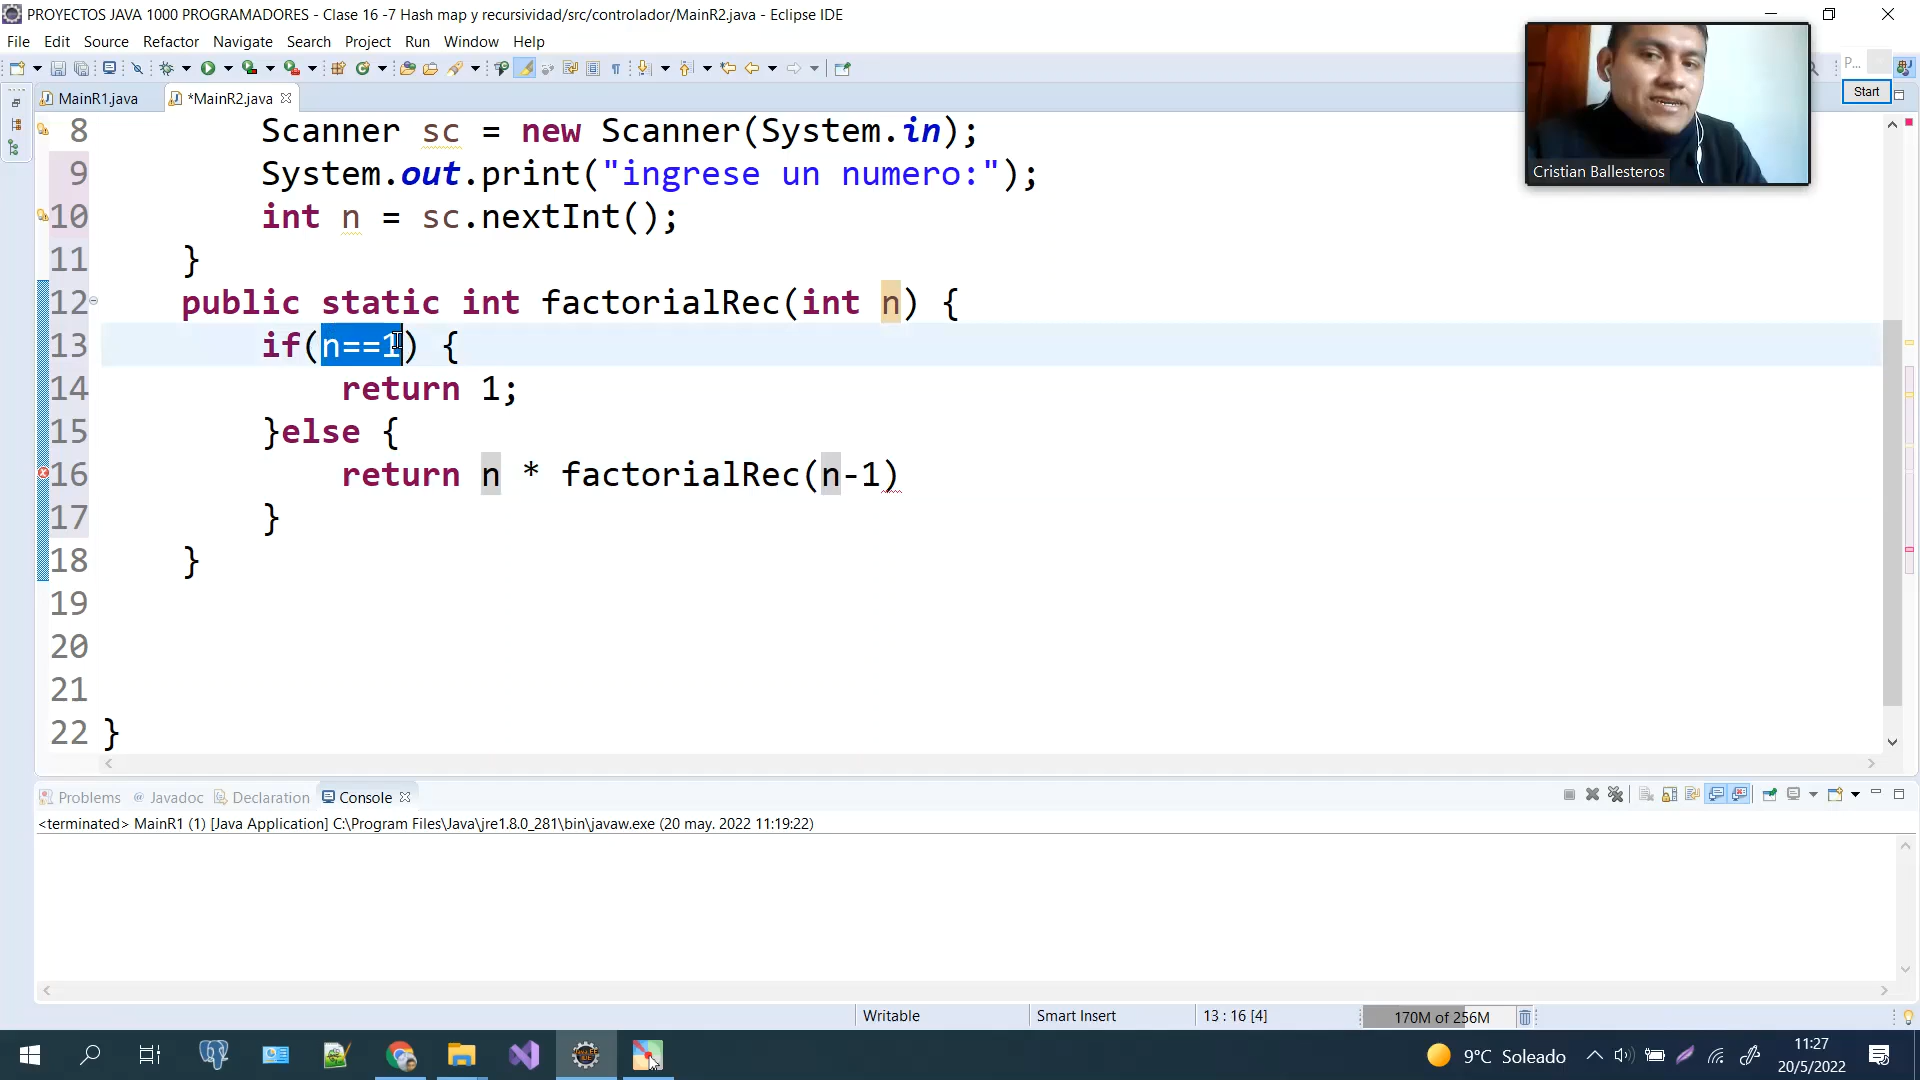 PROYECTOS JAVA 1000 PROGRAMADORES - Clase 16 -7 Hash map y recursividad/src/controlador/MainR2.java - Eclipse IDE
File Edit Source Refactor Navigate Search Project Run Window Help
P...
Start
MainR1.java
*MainR2.java
Cristian Ballesteros
8 Scanner sc = new Scanner(System.in);
9 System.out.print("ingrese un numero:");
10 int n = sc.nextInt();
11 }
12 public static int factorialRec(int n) {
13 if(n==1) {
14 return 1;
15 }else {
16 return n * factorialRec(n-1)
17 }
18 }
19
20
21
22 }
Problems @ Javadoc Declaration Console
<terminated> MainR1 (1) [Java Application] C:\Program Files\Java\jre1.8.0_281\bin\javaw.exe (20 may. 2022 11:19:22)
Writable Smart Insert 13 : 16 [4] 170M of 256M
9°C Soleado
11:27
20/5/2022